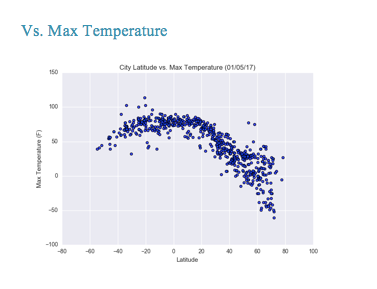 Vs. Max Temperature
City Latitude vs. Max Temperature (01/05/17)
150
100
50
0
−50
−100
Max Temperature (F)
−80 −60 −40 −20 0 20 40 60 80 100
Latitude